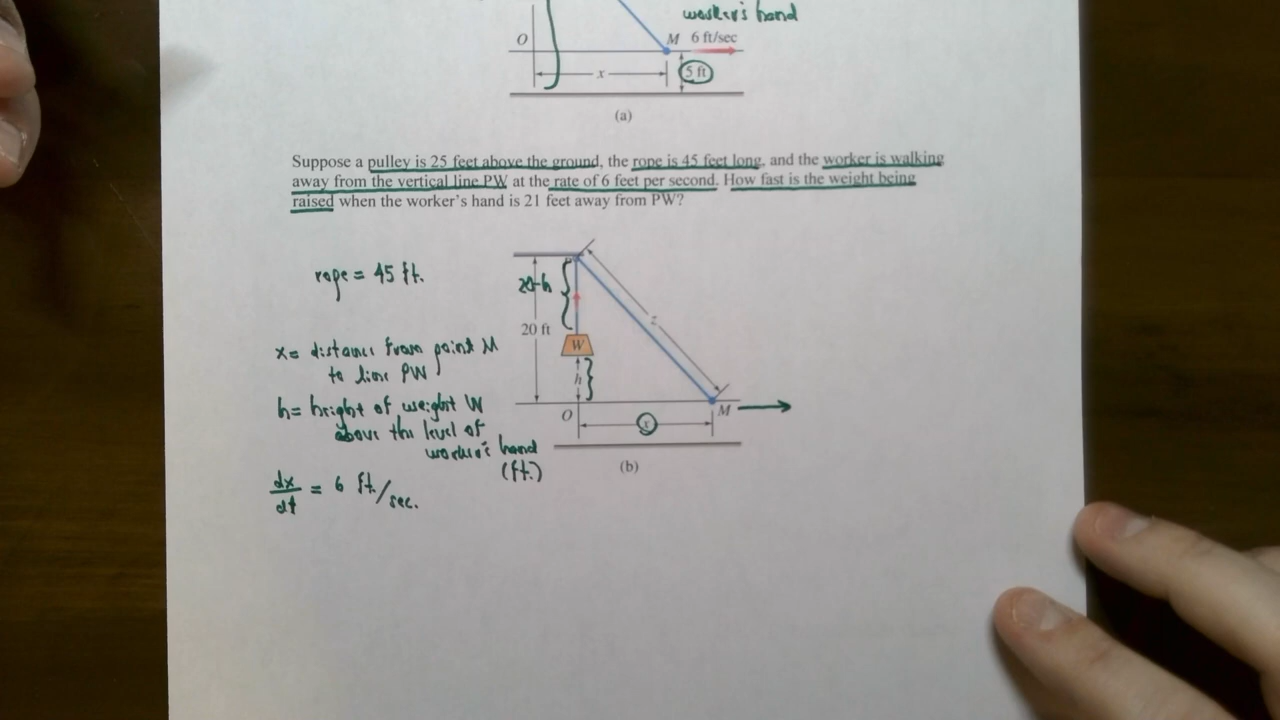 worker's hand
O
M 6 ft/sec
x
5 ft
(a)
Suppose a pulley is 25 feet above the ground, the rope is 45 feet long, and the worker is walking
away from the vertical line PW at the rate of 6 feet per second. How fast is the weight being
raised when the worker's hand is 21 feet away from PW?
rope = 45 ft.
20-h
z
20 ft
W
x = distance from point M
to line PW
h
h = height of weight W
above the level of
worker's hand
(ft.)
O
M
x
(b)
dx/dt = 6 ft/sec.